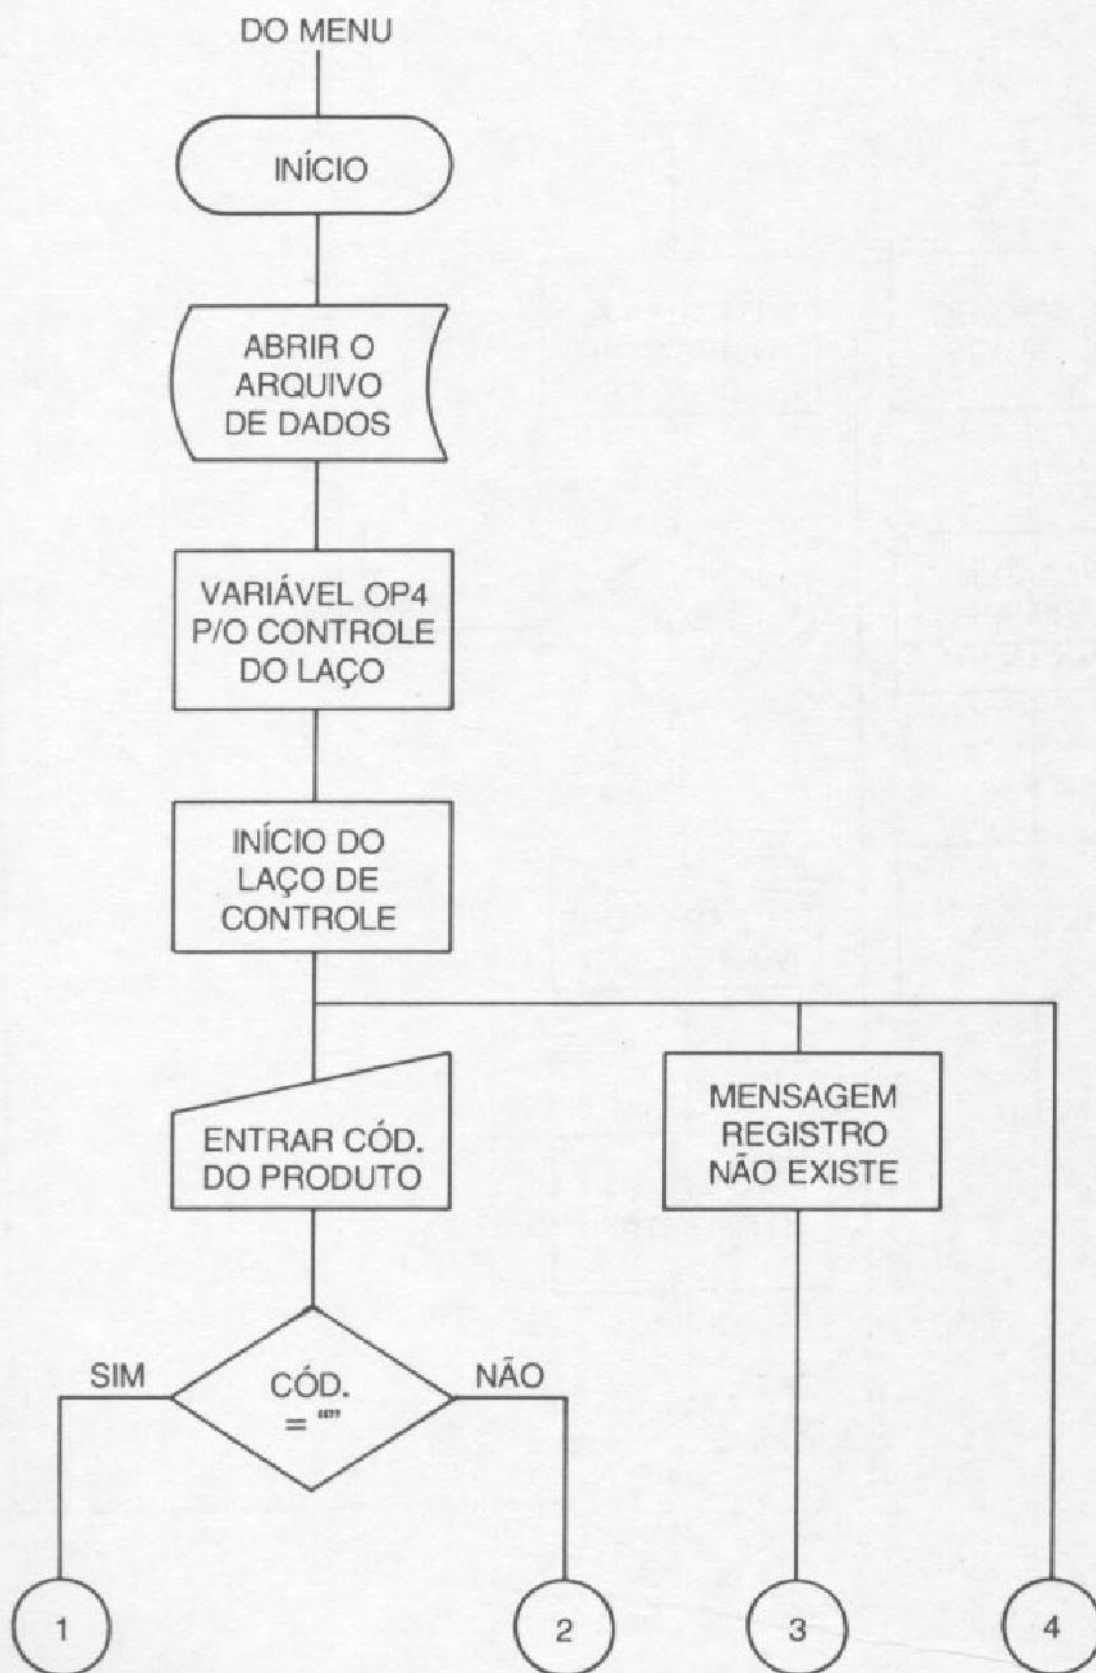 DO MENU
INÍCIO
ABRIR O
ARQUIVO
DE DADOS
VARIÁVEL OP4
P/O CONTROLE
DO LAÇO
INÍCIO DO
LAÇO DE
CONTROLE
ENTRAR CÓD.
DO PRODUTO
MENSAGEM
REGISTRO
NÃO EXISTE
SIM
CÓD.
= “”
NÃO
1
2
3
4